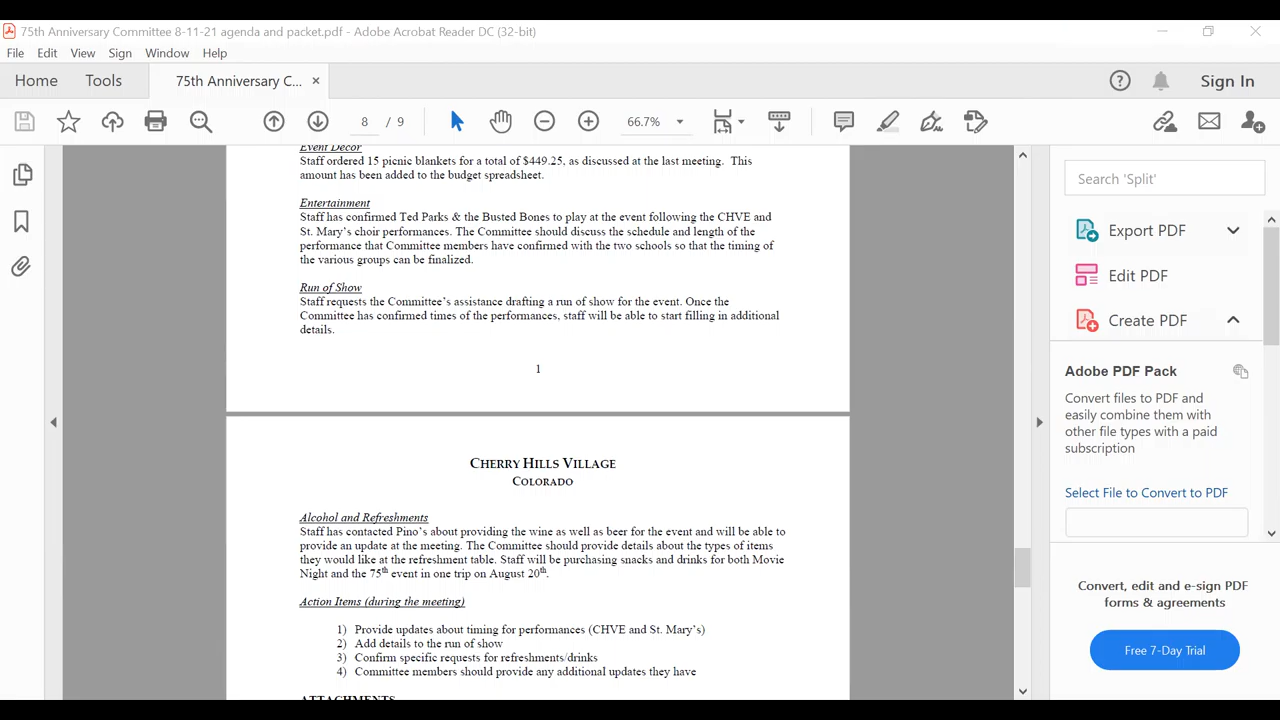 75th Anniversary Committee 8-11-21 agenda and packet.pdf - Adobe Acrobat Reader DC (32-bit)
File Edit View Sign Window Help
Home Tools 75th Anniversary C... × Sign In
8 / 9 66.7%
Event Decor
Staff ordered 15 picnic blankets for a total of $449.25, as discussed at the last meeting. This
amount has been added to the budget spreadsheet.
Entertainment
Staff has confirmed Ted Parks & the Busted Bones to play at the event following the CHVE and
St. Mary's choir performances. The Committee should discuss the schedule and length of the
performance that Committee members have confirmed with the two schools so that the timing of
the various groups can be finalized.
Run of Show
Staff requests the Committee's assistance drafting a run of show for the event. Once the
Committee has confirmed times of the performances, staff will be able to start filling in additional
details.
1
CHERRY HILLS VILLAGE
COLORADO
Alcohol and Refreshments
Staff has contacted Pino's about providing the wine as well as beer for the event and will be able to
provide an update at the meeting. The Committee should provide details about the types of items
they would like at the refreshment table. Staff will be purchasing snacks and drinks for both Movie
Night and the 75th event in one trip on August 20th.
Action Items (during the meeting)
1) Provide updates about timing for performances (CHVE and St. Mary's)
2) Add details to the run of show
3) Confirm specific requests for refreshments/drinks
4) Committee members should provide any additional updates they have
ATTACHMENTS
Search 'Split'
Export PDF
Edit PDF
Create PDF
Adobe PDF Pack
Convert files to PDF and
easily combine them with
other file types with a paid
subscription
Select File to Convert to PDF
Convert, edit and e-sign PDF
forms & agreements
Free 7-Day Trial